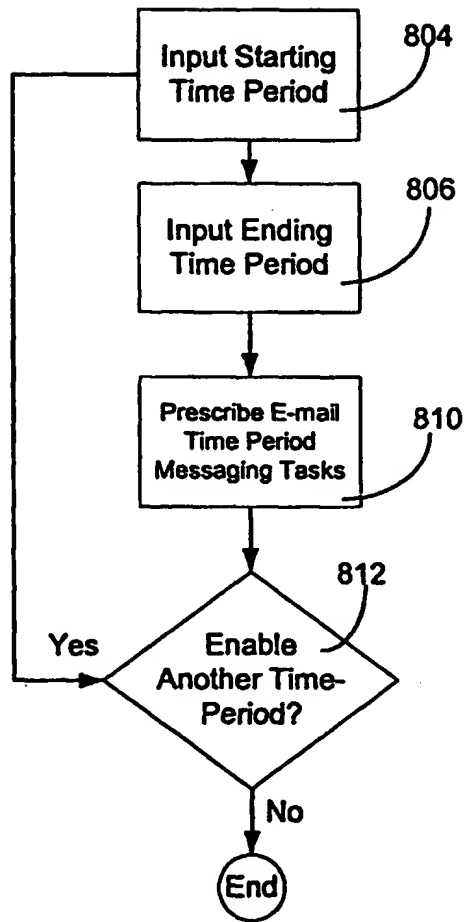 804
Input Starting
Time Period
806
Input Ending
Time Period
Prescribe E-mail
Time Period
Messaging Tasks
810
812
Yes
Enable
Another Time-
Period?
No
End